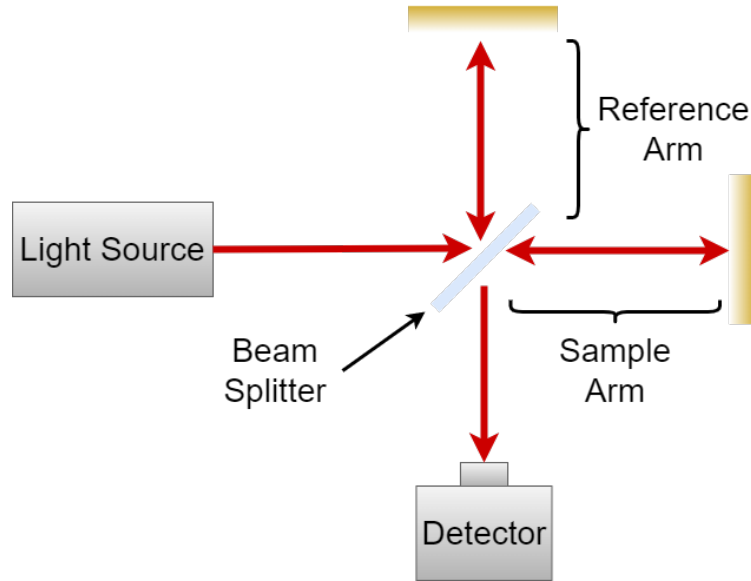 Reference
Arm
Light Source
Beam
Splitter
Sample
Arm
Detector